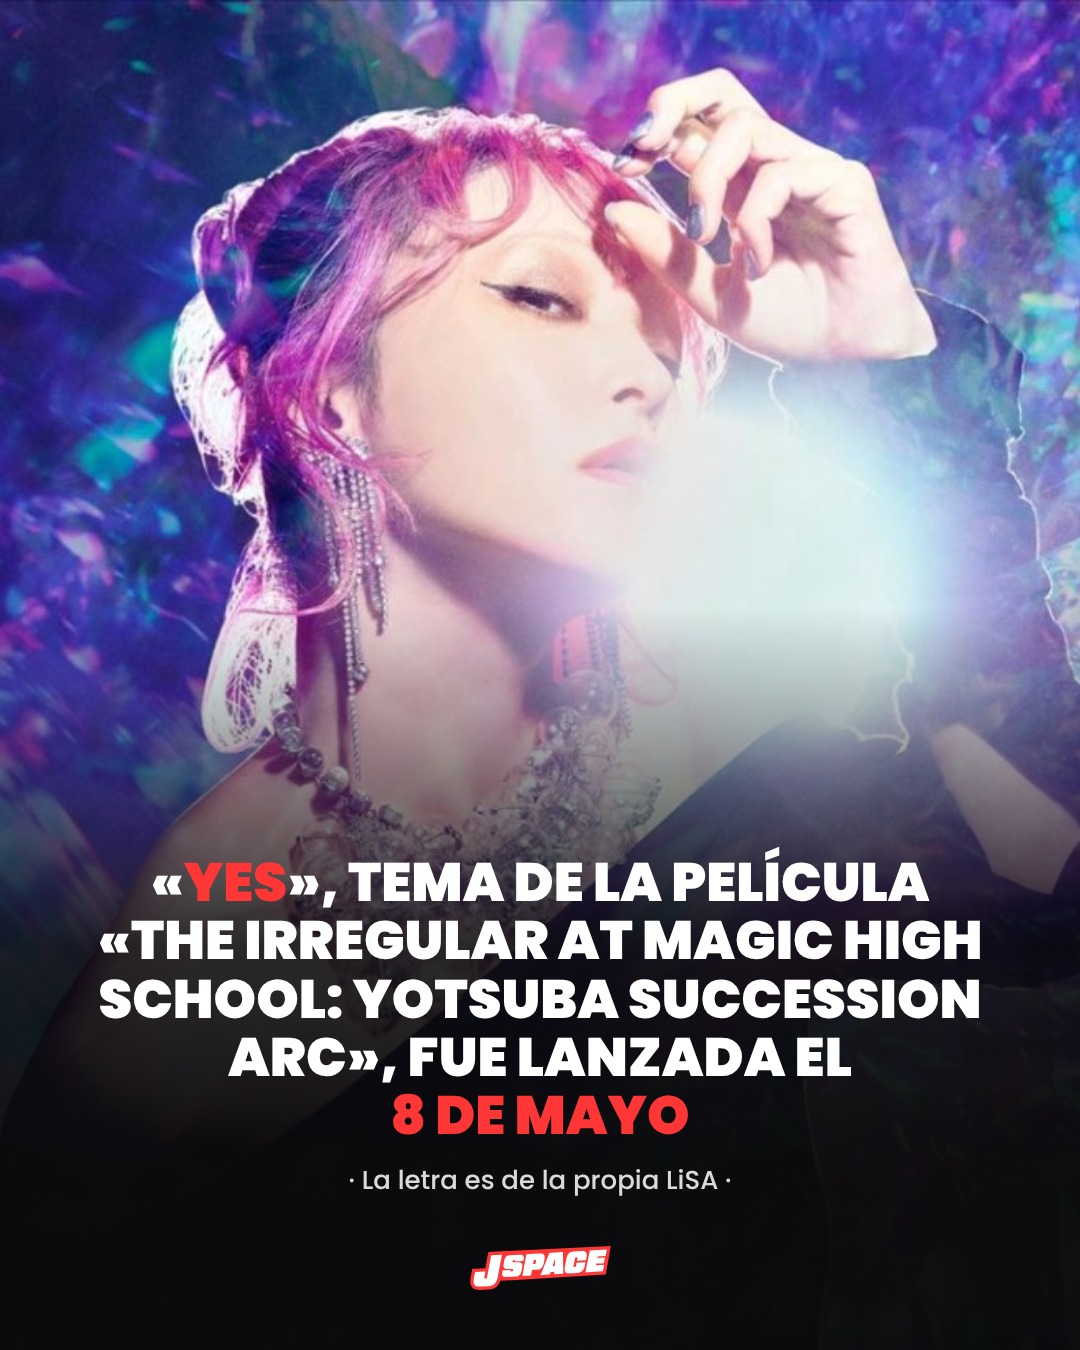 «YES», TEMA DE LA PELÍCULA
«THE IRREGULAR AT MAGIC HIGH
SCHOOL: YOTSUBA SUCCESSION
ARC», FUE LANZADA EL
8 DE MAYO
· La letra es de la propia LiSA ·
JSPACE